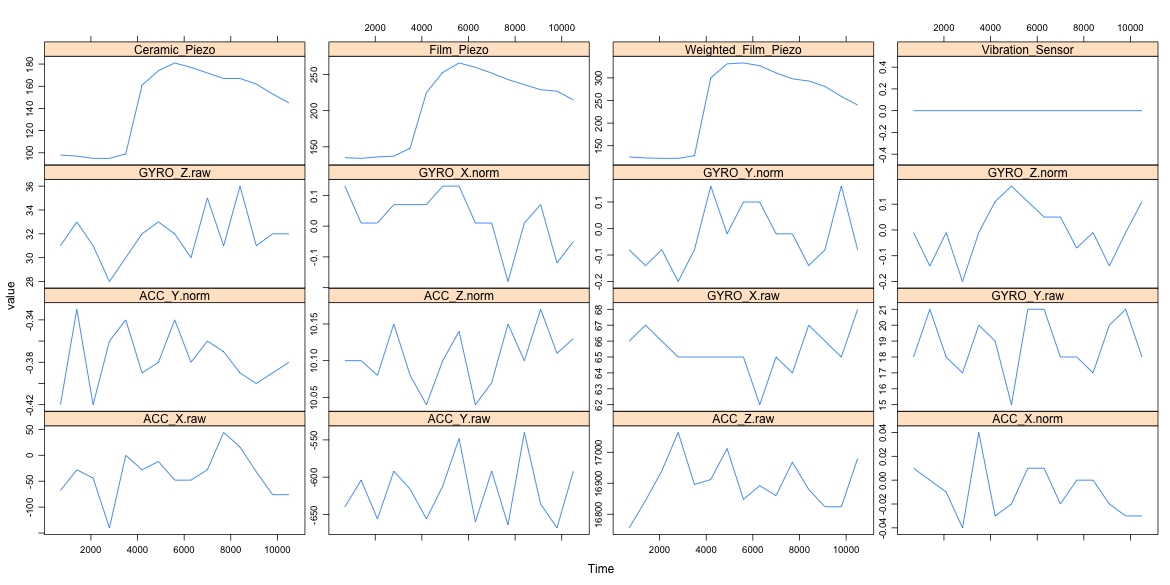 2000 4000 6000 8000 10000 2000 4000 6000 8000 10000
Ceramic_Piezo Film_Piezo Weighted_Film_Piezo Vibration_Sensor
180 160 140 120 100
250 200 150
300 250 200 150
0.4 0.2 0.0 -0.2 -0.4
GYRO_Z.raw GYRO_X.norm GYRO_Y.norm GYRO_Z.norm
36 34 32 30 28
0.1 0.0 -0.1
0.1 0.0 -0.1 -0.2
0.1 0.0 -0.1 -0.2
value
ACC_Y.norm ACC_Z.norm GYRO_X.raw GYRO_Y.raw
-0.34 -0.38 -0.42
10.15 10.10 10.05
68 67 66 65 64 63 62
21 20 19 18 17 16 15
ACC_X.raw ACC_Y.raw ACC_Z.raw ACC_X.norm
50 0 -50 -100
-550 -600 -650
17000 16900 16800
0.04 0.02 0.00 -0.02 -0.04
2000 4000 6000 8000 10000 2000 4000 6000 8000 10000
Time